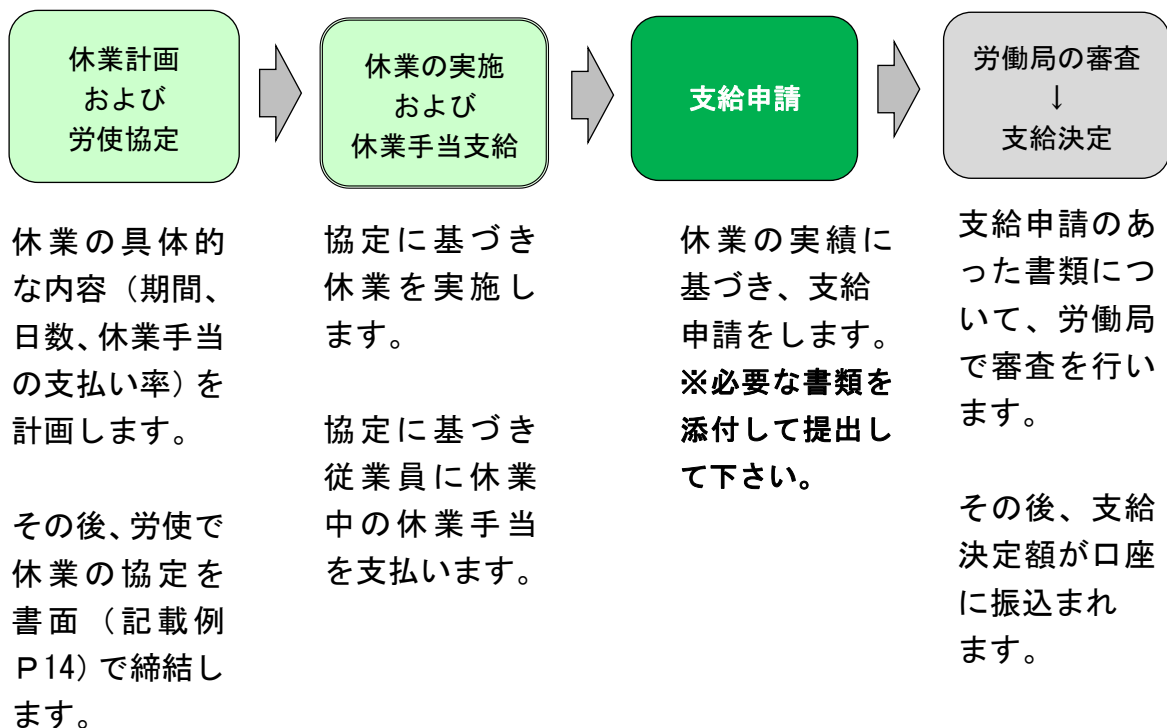 休業計画
および
労使協定
休業の実施
および
休業手当支給
支給申請
労働局の審査
↓
支給決定
休業の具体的
な内容（期間、
日数、休業手当
の支払い率）を
計画します。
その後、労使で
休業の協定を
書面（記載例
Ｐ14）で締結し
ます。
協定に基づき
休業を実施し
ます。
協定に基づき
従業員に休業
中の休業手当
を支払います。
休業の実績に
基づき、支給
申請をします。
※必要な書類を
添付して提出し
て下さい。
支給申請のあ
った書類につ
いて、労働局
で審査を行い
ます。
その後、支給
決定額が口座
に振込まれ
ます。